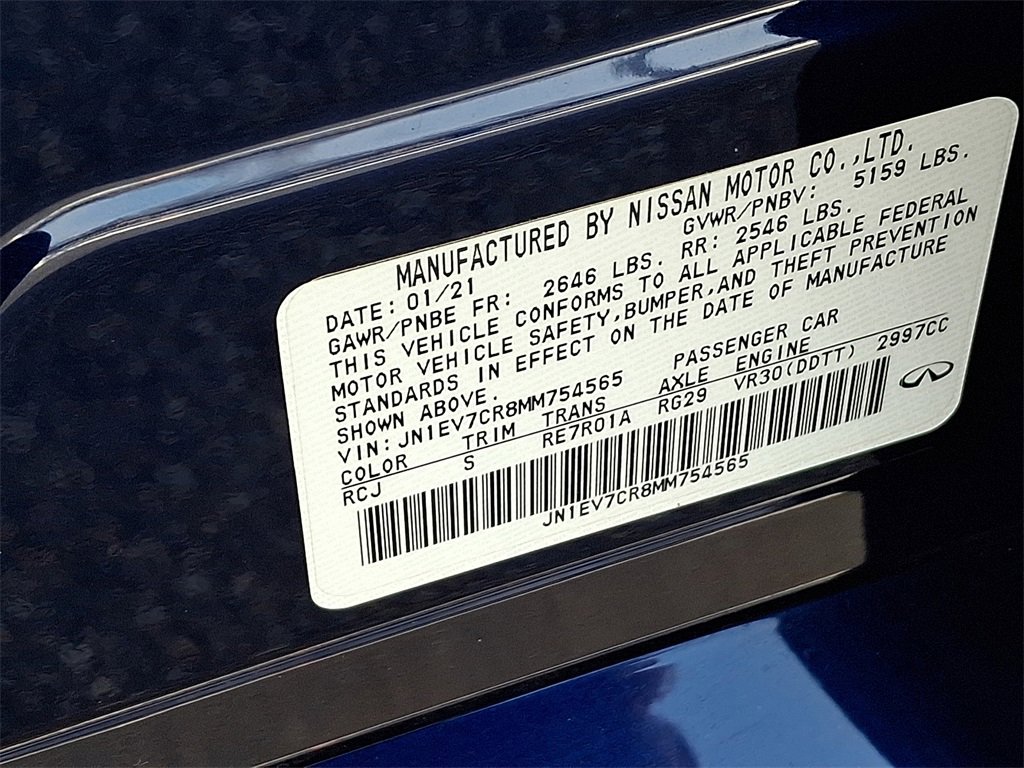 MANUFACTURED BY NISSAN MOTOR CO.,LTD.
DATE: 01/21 GVWR/PNBV: 5159 LBS.
GAWR/PNBE FR: 2646 LBS. RR: 2546 LBS.
THIS VEHICLE CONFORMS TO ALL APPLICABLE FEDERAL
MOTOR VEHICLE SAFETY,BUMPER,AND THEFT PREVENTION
STANDARDS IN EFFECT ON THE DATE OF MANUFACTURE
SHOWN ABOVE.
VIN: JN1EV7CR8MM754565 PASSENGER CAR
COLOR TRIM TRANS AXLE ENGINE
RCJ S RE7R01A RG29 VR30(DDTT) 2997CC
JN1EV7CR8MM754565